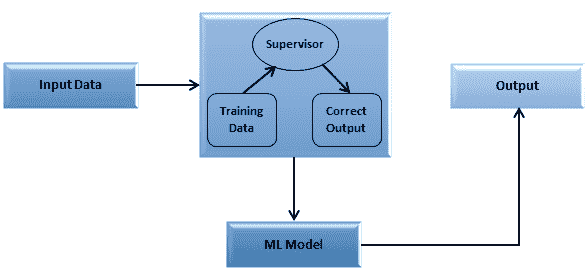 Supervisor
Input Data
Output
Training
Data
Correct
Output
ML Model